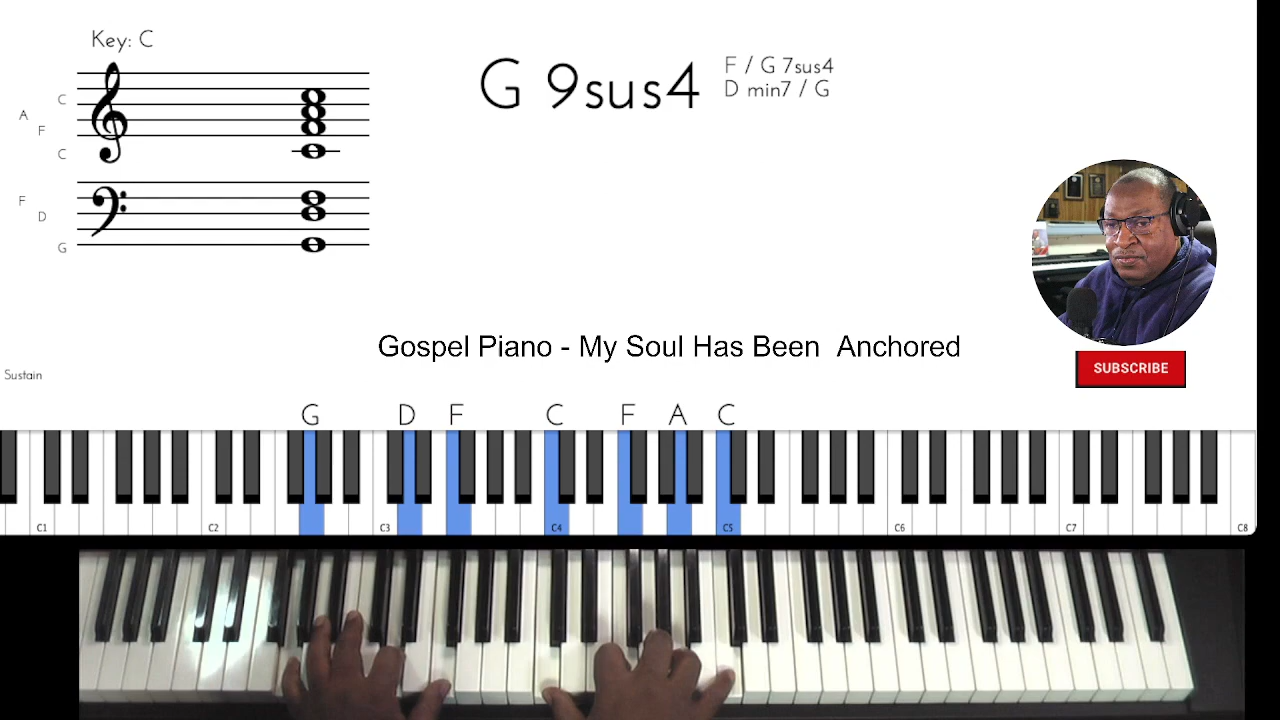 Key: C
G 9sus4
F / G 7sus4
D min7 / G
C
A
F
C
F
D
G
Gospel Piano - My Soul Has Been  Anchored
SUBSCRIBE
Sustain
G D F C F A C
C1 C2 C3 C4 C5 C6 C7 C8